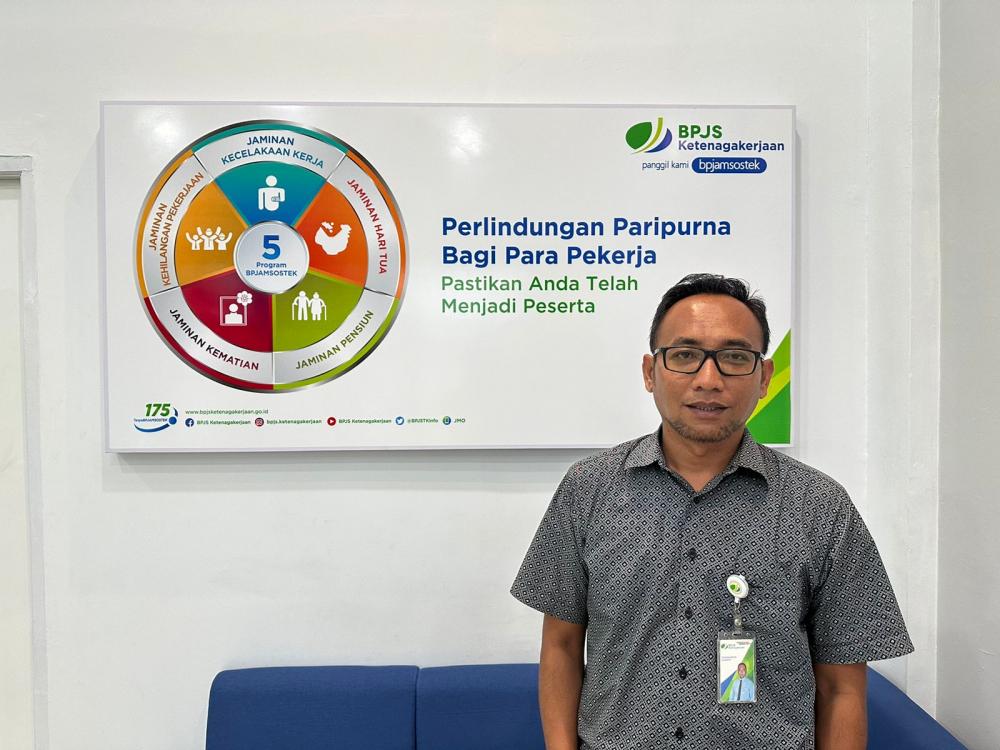 JAMINAN
KECELAKAAN KERJA
JAMINAN HARI TUA
JAMINAN PENSIUN
JAMINAN KEMATIAN
JAMINAN
KEHILANGAN PEKERJAAN
5
Program
BPJAMSOSTEK
BPJS
Ketenagakerjaan
panggil kami bpjamsostek
Perlindungan Paripurna
Bagi Para Pekerja
Pastikan Anda Telah
Menjadi Peserta
175
www.bpjsketenagakerjaan.go.id
BPJS Ketenagakerjaan bpjs.ketenagakerjaan BPJS Ketenagakerjaan @BPJSTKinfo JMO
BPJS